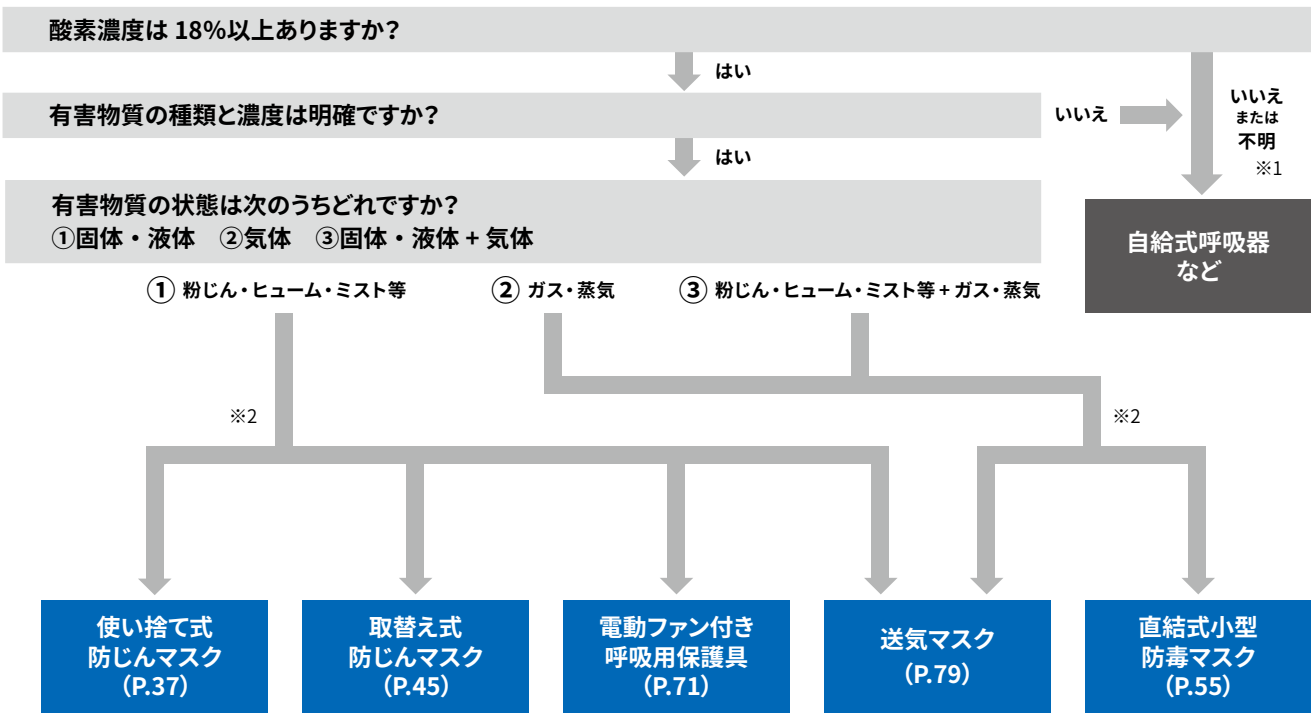 酸素濃度は 18%以上ありますか?
はい
有害物質の種類と濃度は明確ですか?
いいえ
いいえ
または
不明
※1
はい
有害物質の状態は次のうちどれですか?
①固体・液体 ②気体 ③固体・液体 + 気体
自給式呼吸器
など
① 粉じん・ヒューム・ミスト等
② ガス・蒸気
③ 粉じん・ヒューム・ミスト等 + ガス・蒸気
※2
※2
使い捨て式
防じんマスク
(P.37)
取替え式
防じんマスク
(P.45)
電動ファン付き
呼吸用保護具
(P.71)
送気マスク
(P.79)
直結式小型
防毒マスク
(P.55)